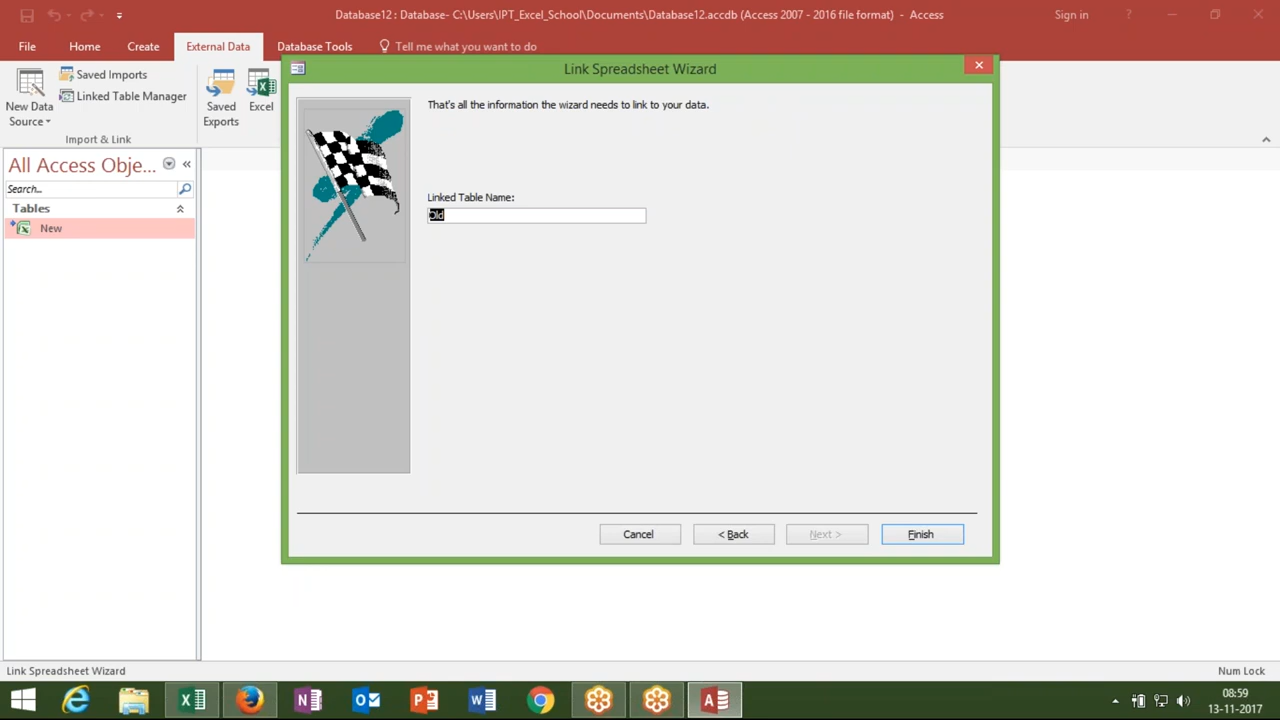 Database12 : Database- C:\Users\IPT_Excel_School\Documents\Database12.accdb (Access 2007 - 2016 file format) - Access
Sign in
?
File
Home
Create
External Data
Database Tools
Tell me what you want to do
New Data
Source
Saved Imports
Linked Table Manager
Saved
Exports
Excel
Import & Link
Link Spreadsheet Wizard
That's all the information the wizard needs to link to your data.
Linked Table Name:
Old
Cancel
< Back
Next >
Finish
All Access Obje...
Search...
Tables
New
Link Spreadsheet Wizard
Num Lock
08:59
13-11-2017